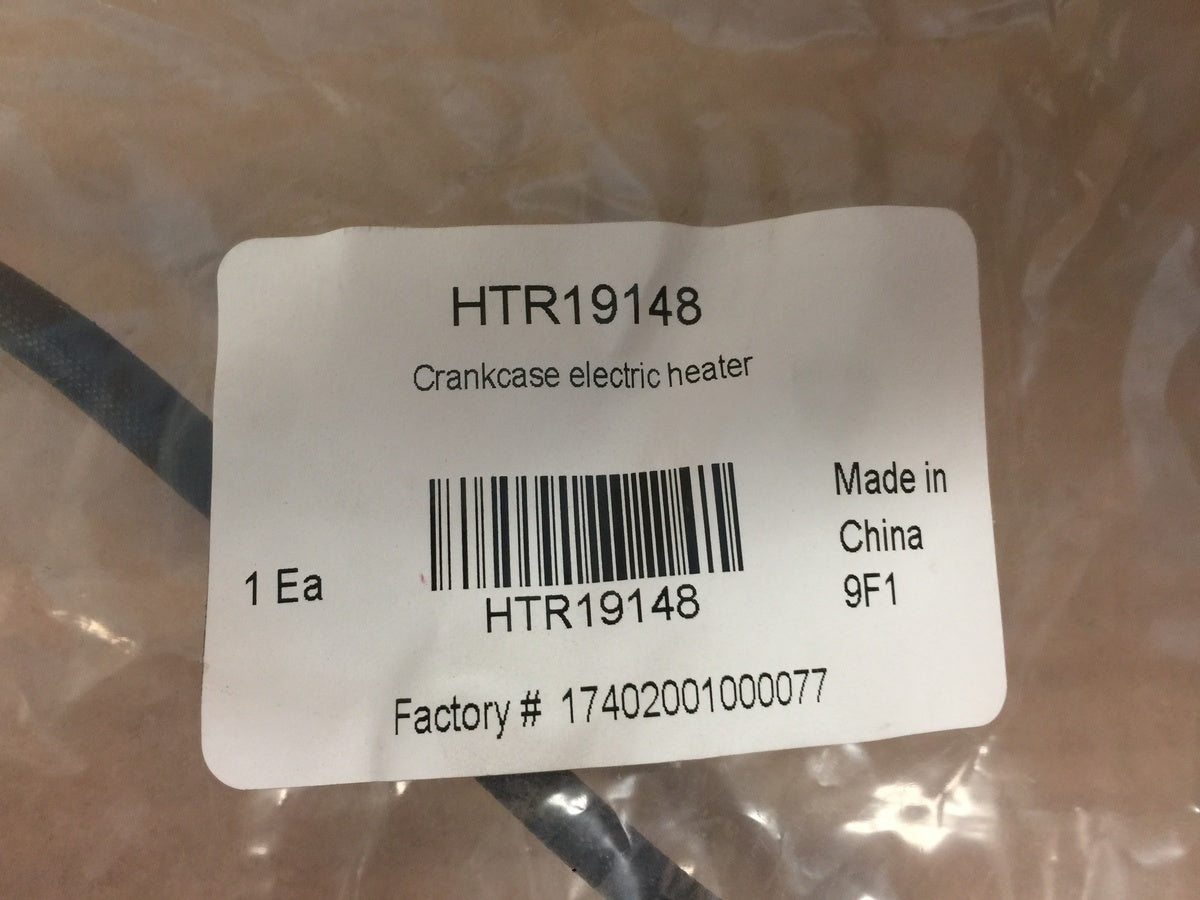 HTR19148
Crankcase electric heater
Made in
China
9F1
1 Ea
HTR19148
Factory # 17402001000077